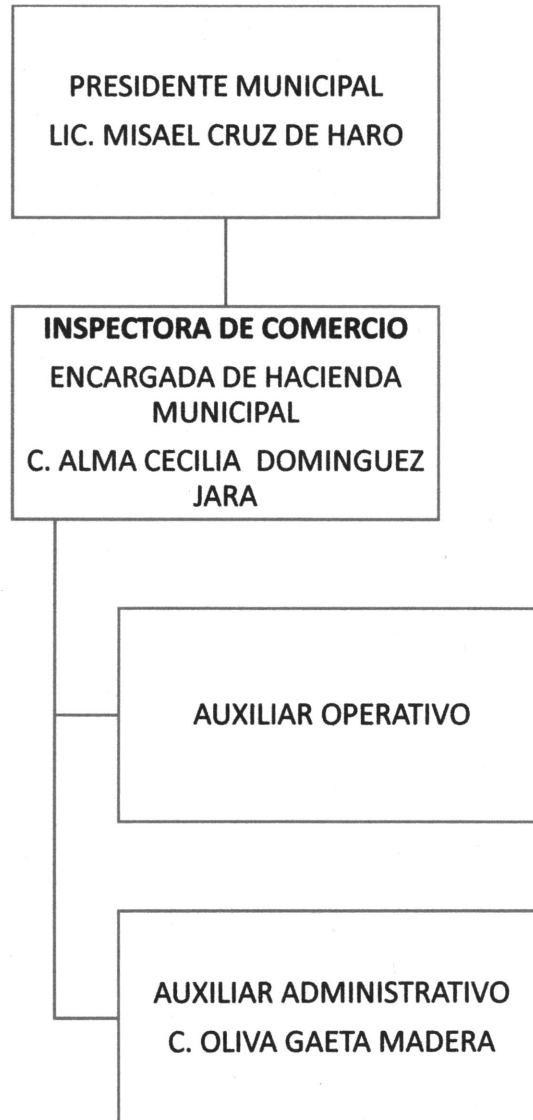 PRESIDENTE MUNICIPAL
LIC. MISAEL CRUZ DE HARO
INSPECTORA DE COMERCIO
ENCARGADA DE HACIENDA
MUNICIPAL
C. ALMA CECILIA DOMINGUEZ
JARA
AUXILIAR OPERATIVO
AUXILIAR ADMINISTRATIVO
C. OLIVA GAETA MADERA